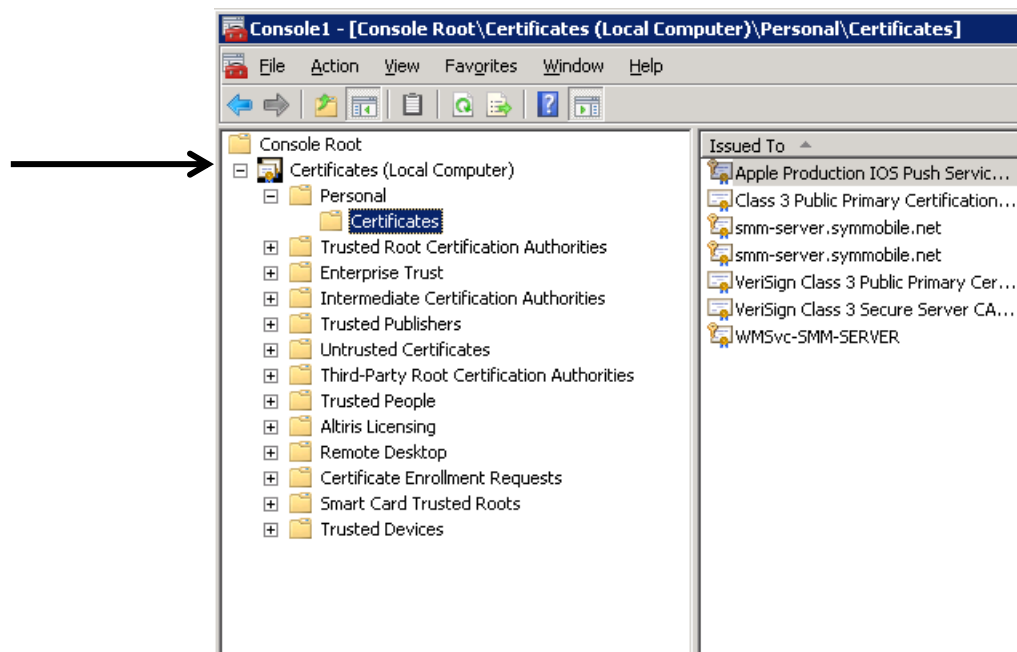 Console1 - [Console Root\Certificates (Local Computer)\Personal\Certificates]
File Action View Favorites Window Help
Console Root
Certificates (Local Computer)
Personal
Certificates
Trusted Root Certification Authorities
Enterprise Trust
Intermediate Certification Authorities
Trusted Publishers
Untrusted Certificates
Third-Party Root Certification Authorities
Trusted People
Altiris Licensing
Remote Desktop
Certificate Enrollment Requests
Smart Card Trusted Roots
Trusted Devices
Issued To
Apple Production IOS Push Servic...
Class 3 Public Primary Certification...
smm-server.symmobile.net
smm-server.symmobile.net
VeriSign Class 3 Public Primary Cer...
VeriSign Class 3 Secure Server CA...
WMSvc-SMM-SERVER